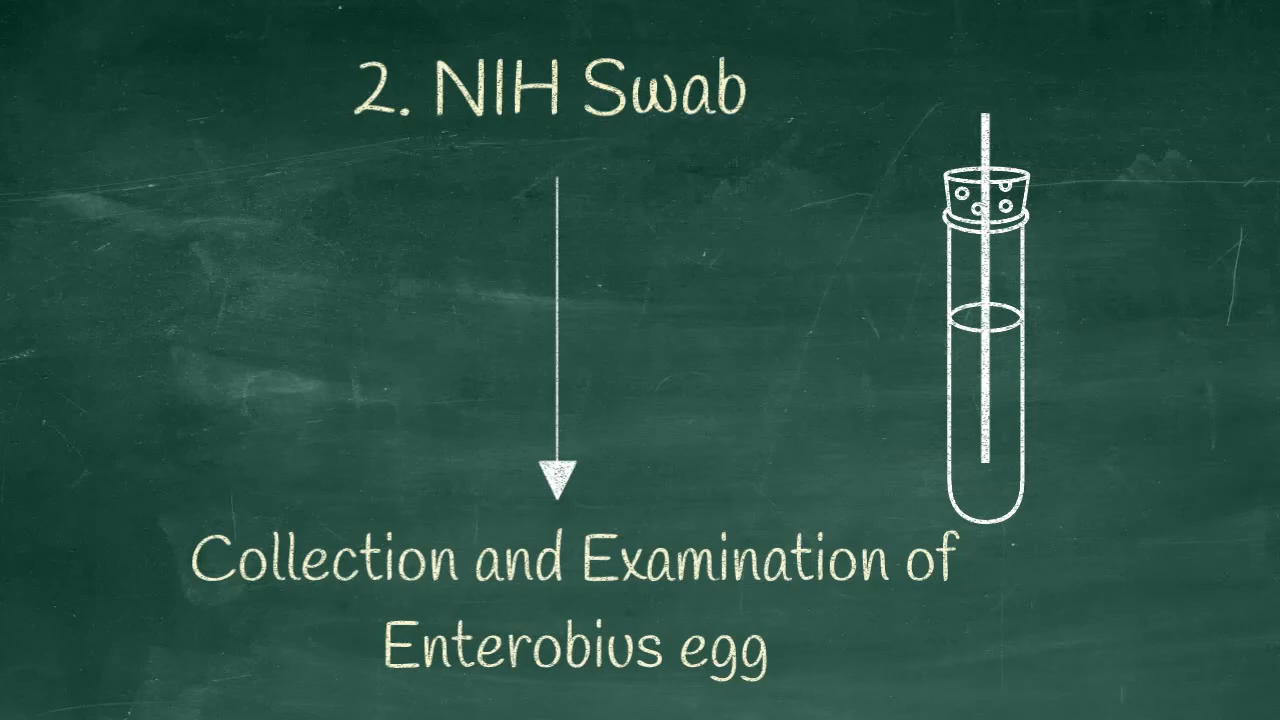 2. NIH Swab
Collection and Examination of
Enterobius egg